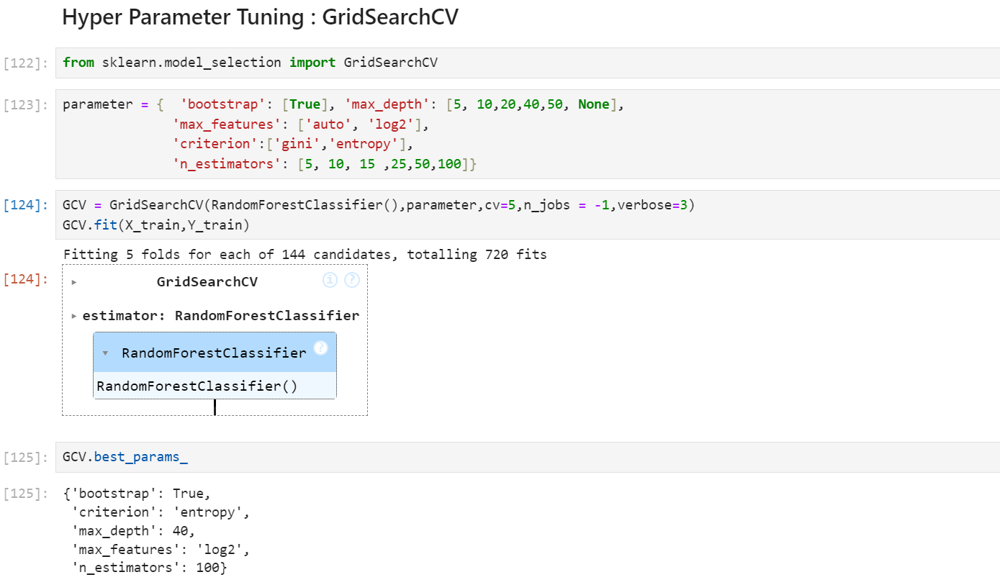 Hyper Parameter Tuning : GridSearchCV
[122]: from sklearn.model_selection import GridSearchCV
[123]: parameter = {  'bootstrap': [True], 'max_depth': [5, 10,20,40,50, None],
'max_features': ['auto', 'log2'],
'criterion':['gini','entropy'],
'n_estimators': [5, 10, 15 ,25,50,100]}
[124]: GCV = GridSearchCV(RandomForestClassifier(),parameter,cv=5,n_jobs = -1,verbose=3)
GCV.fit(X_train,Y_train)
Fitting 5 folds for each of 144 candidates, totalling 720 fits
[124]: ▸ GridSearchCV i ?
▸ estimator: RandomForestClassifier
▾ RandomForestClassifier ?
RandomForestClassifier()
[125]: GCV.best_params_
[125]: {'bootstrap': True,
'criterion': 'entropy',
'max_depth': 40,
'max_features': 'log2',
'n_estimators': 100}